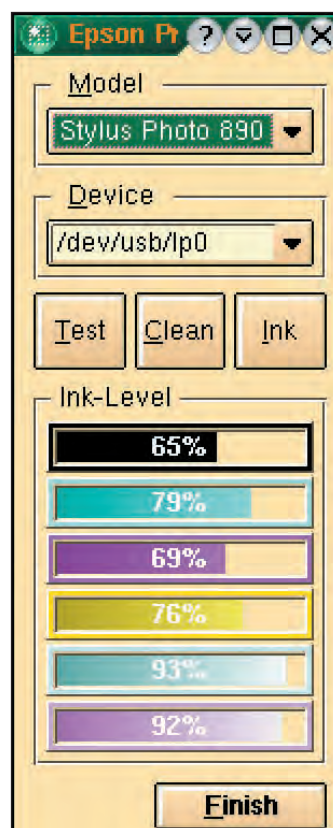 Epson Pr
Model
Stylus Photo 890
Device
/dev/usb/lp0
Test Clean Ink
Ink-Level
65%
79%
69%
76%
93%
92%
Finish